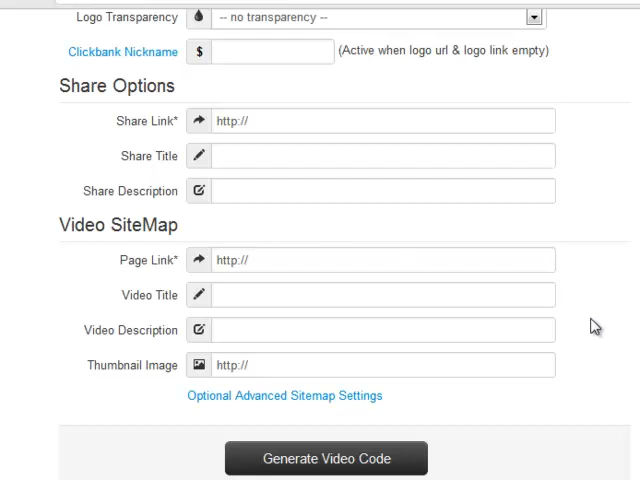 Logo Transparency -- no transparency --
Clickbank Nickname $ (Active when logo url & logo link empty)
Share Options
Share Link* http://
Share Title
Share Description
Video SiteMap
Page Link* http://
Video Title
Video Description
Thumbnail Image http://
Optional Advanced Sitemap Settings
Generate Video Code